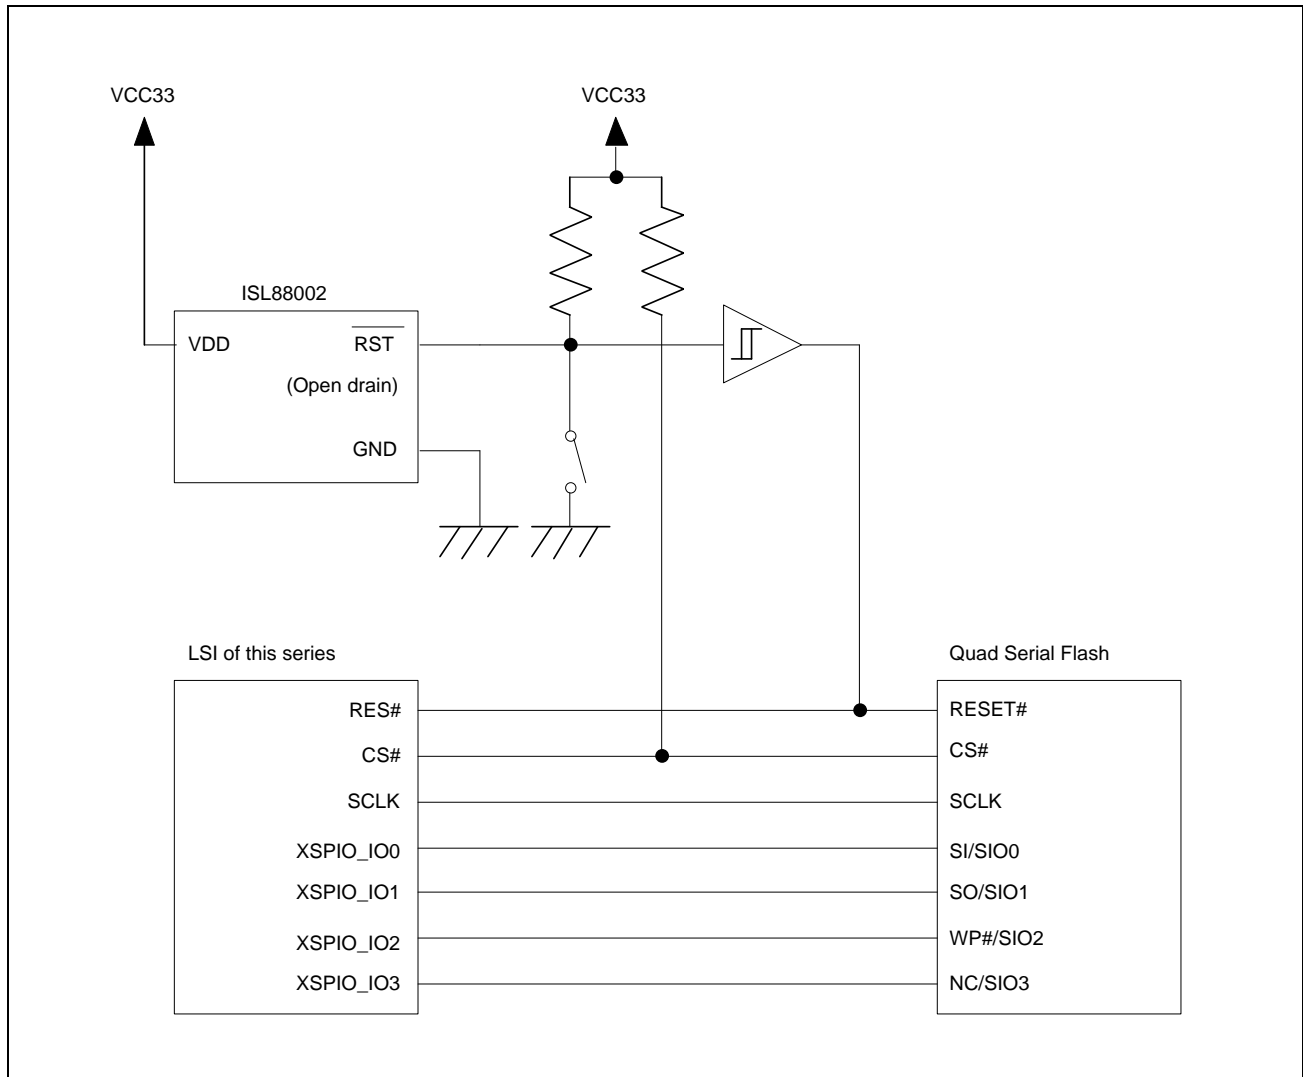 VCC33
VCC33
ISL88002
VDD
RST
(Open drain)
GND
LSI of this series
Quad Serial Flash
RES#
RESET#
CS#
CS#
SCLK
SCLK
XSPIO_IO0
SI/SIO0
XSPIO_IO1
SO/SIO1
XSPIO_IO2
WP#/SIO2
XSPIO_IO3
NC/SIO3